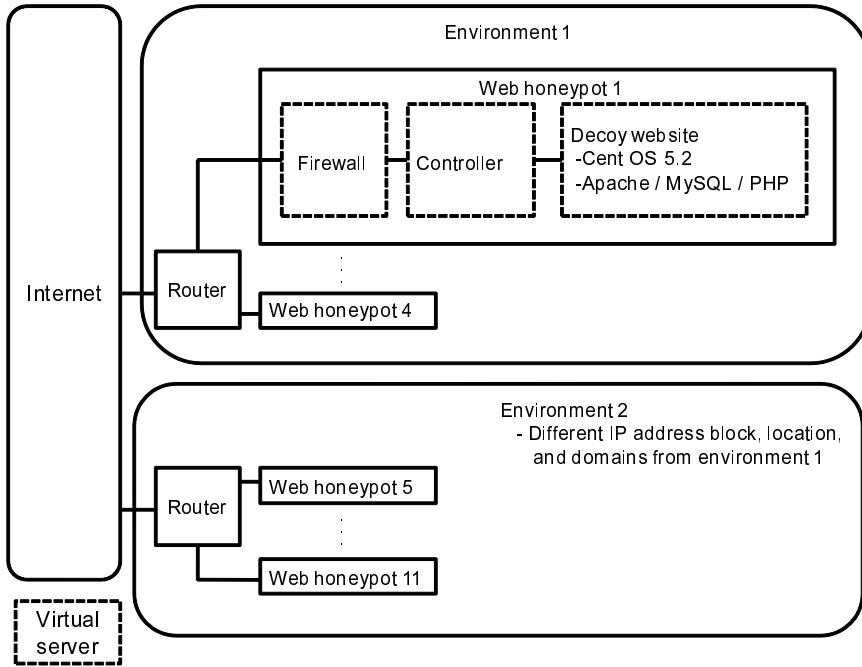 Environment 1
Web honeypot 1
Firewall
Controller
Decoy website
-Cent OS 5.2
-Apache / MySQL / PHP
Internet
Router
Web honeypot 4
Environment 2
- Different IP address block, location,
and domains from environment 1
Router
Web honeypot 5
Web honeypot 11
Virtual
server